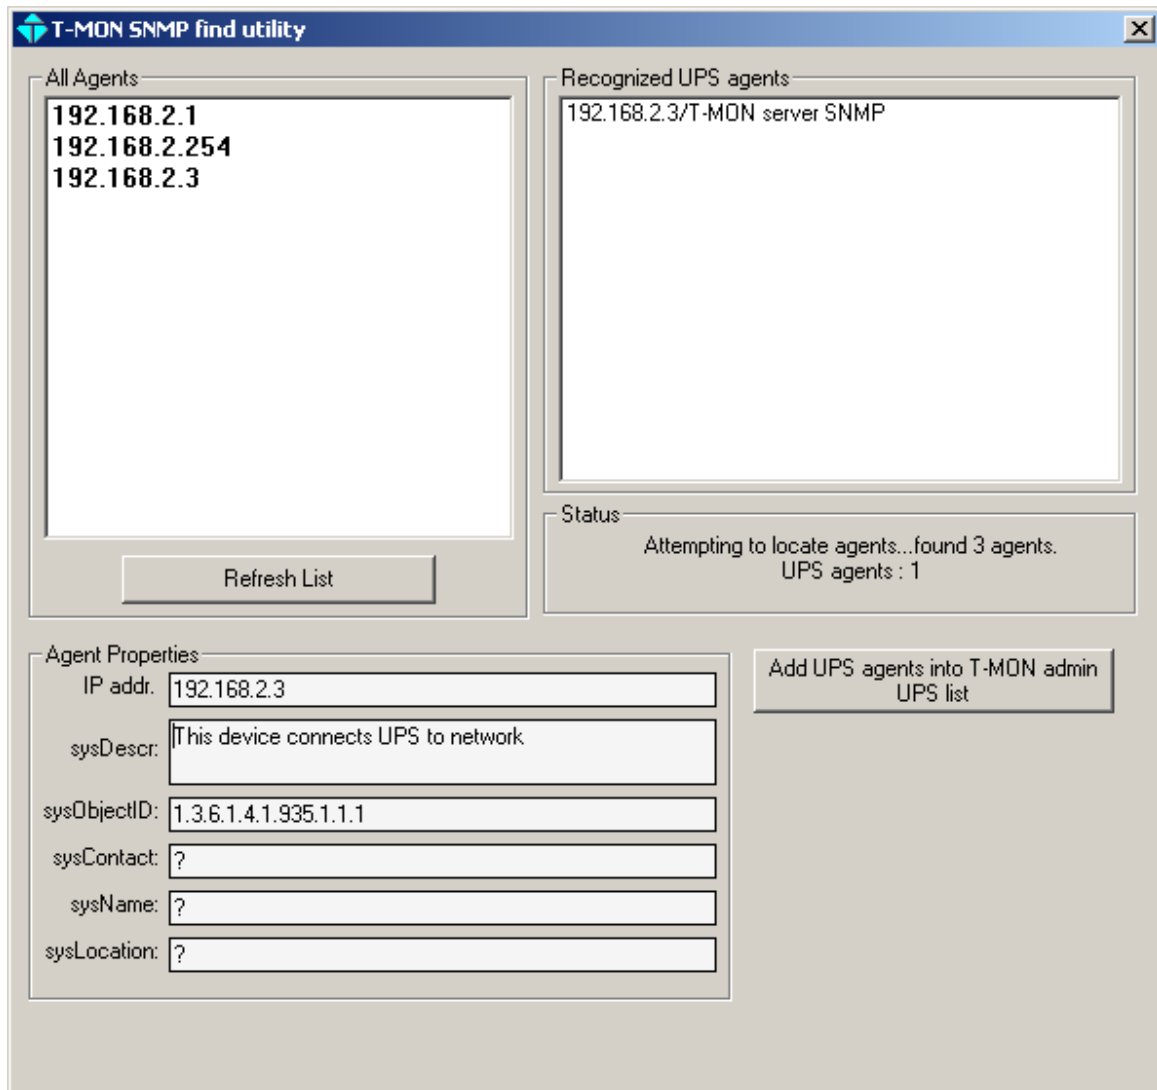 T-MON SNMP find utility
All Agents
192.168.2.1
192.168.2.254
192.168.2.3
Refresh List
Recognized UPS agents
192.168.2.3/T-MON server SNMP
Status
Attempting to locate agents...found 3 agents.
UPS agents : 1
Agent Properties
IP addr. 192.168.2.3
sysDescr: This device connects UPS to network
sysObjectID: 1.3.6.1.4.1.935.1.1.1
sysContact: ?
sysName: ?
sysLocation: ?
Add UPS agents into T-MON admin
UPS list